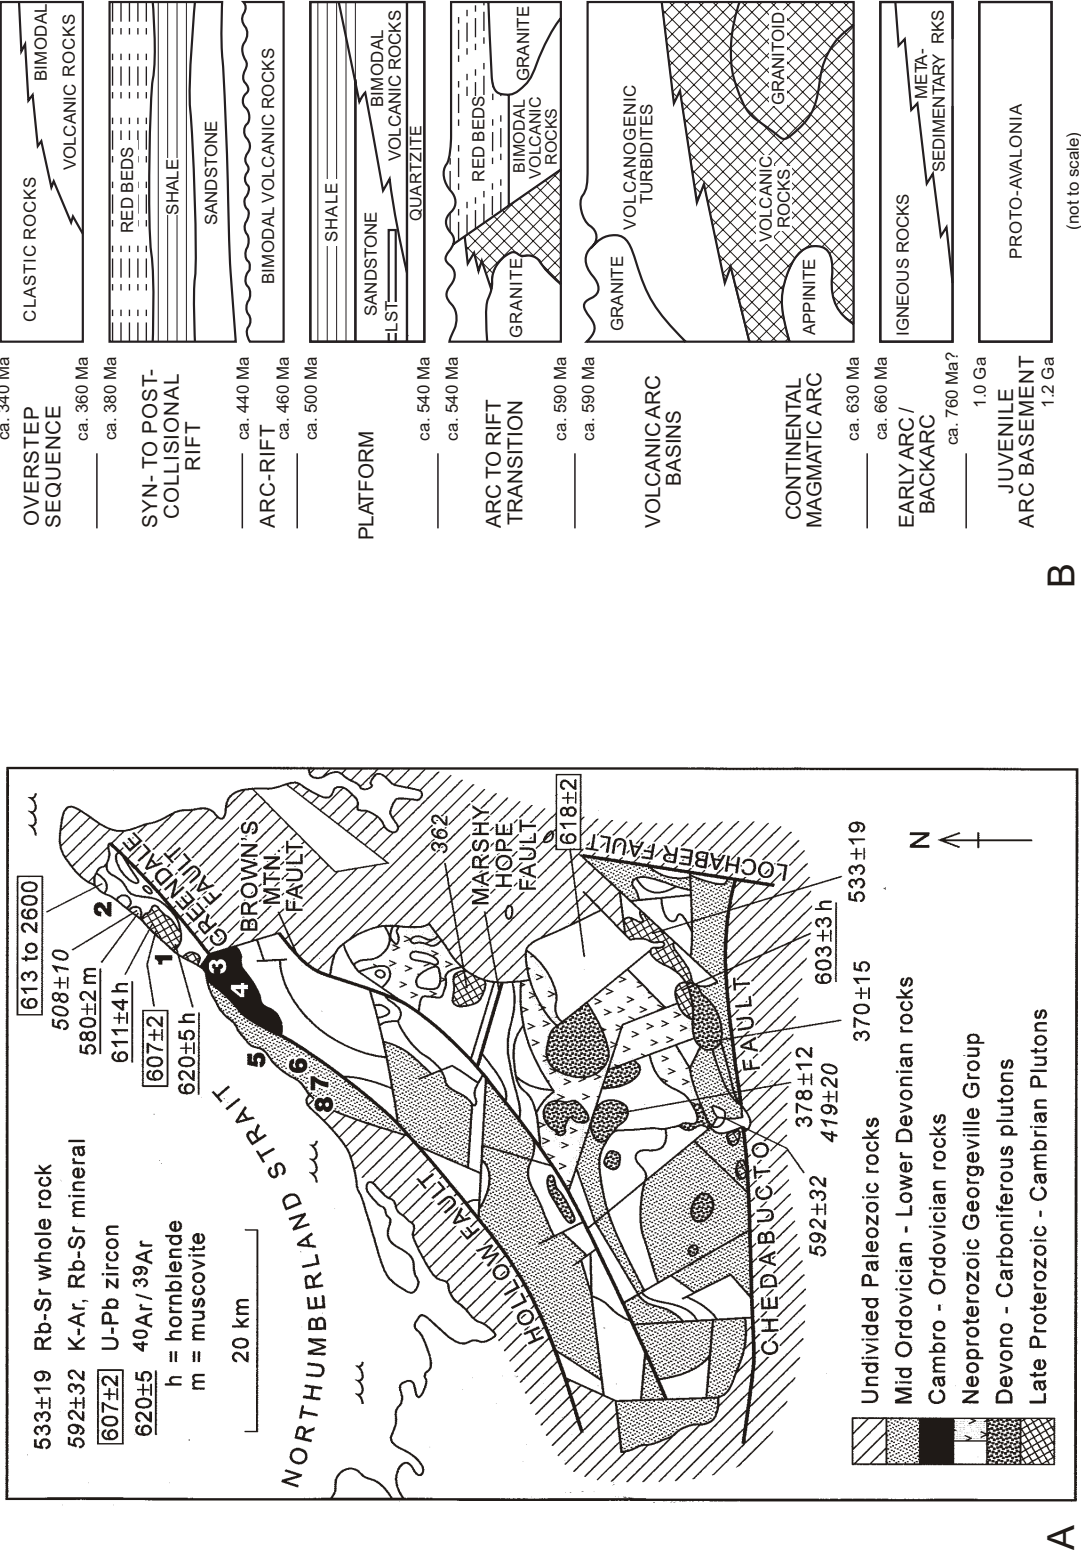 A
533±19 Rb-Sr whole rock
592±32 K-Ar, Rb-Sr mineral
607±2 U-Pb zircon
620±5 40Ar/39Ar
h = hornblende
m = muscovite
20 km
NORTHUMBERLAND STRAIT
613 to 2600
508±10
580±2 m
611±4 h
607±2
620±5 h
1
2
3
4
5
6
7
8
GREENDALE
FAULT
BROWN'S
MTN
FAULT
362
MARSHY
HOPE
FAULT
618±2
HOLLOW FAULT
LOCHABER FAULT
CHEDABUCTO FAULT
592±32
378±12
419±20
370±15
603±3 h
533±19
N
Undivided Paleozoic rocks
Mid Ordovician - Lower Devonian rocks
Cambro - Ordovician rocks
Neoproterozoic Georgeville Group
Devono - Carboniferous plutons
Late Proterozoic - Cambrian Plutons
B
OVERSTEP
SEQUENCE
ca. 340 Ma
ca. 360 Ma
CLASTIC ROCKS
BIMODAL
VOLCANIC ROCKS
SYN- TO POST-
COLLISIONAL
RIFT
ca. 380 Ma
ca. 440 Ma
RED BEDS
SHALE
SANDSTONE
ARC-RIFT
ca. 460 Ma
BIMODAL VOLCANIC ROCKS
PLATFORM
ca. 500 Ma
ca. 540 Ma
SHALE
SANDSTONE
LST
BIMODAL
VOLCANIC ROCKS
QUARTZITE
ARC TO RIFT
TRANSITION
ca. 540 Ma
ca. 590 Ma
GRANITE
RED BEDS
BIMODAL
VOLCANIC
ROCKS
GRANITE
VOLCANIC ARC
BASINS
ca. 590 Ma
GRANITE
VOLCANOGENIC
TURBIDITES
CONTINENTAL
MAGMATIC ARC
ca. 630 Ma
APPINITE
VOLCANIC
ROCKS
GRANITOID
EARLY ARC /
BACKARC
ca. 660 Ma
ca. 760 Ma?
IGNEOUS ROCKS
META-
SEDIMENTARY RKS
JUVENILE
ARC BASEMENT
1.0 Ga
1.2 Ga
PROTO-AVALONIA
(not to scale)